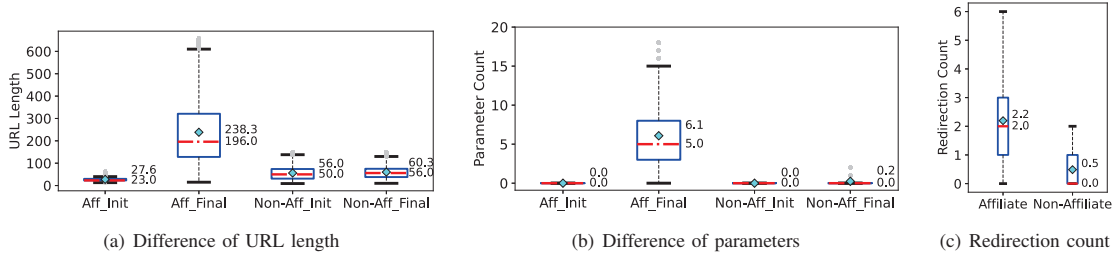 URL Length
600
500
400
300
200
100
0
27.6
23.0
238.3
196.0
56.0
50.0
60.3
56.0
Aff_Init
Aff_Final
Non-Aff_Init
Non-Aff_Final
(a) Difference of URL length
Parameter Count
20
15
10
5
0
0.0
0.0
6.1
5.0
0.0
0.0
0.2
0.0
Aff_Init
Aff_Final
Non-Aff_Init
Non-Aff_Final
(b) Difference of parameters
Redirection Count
6
5
4
3
2
1
0
2.2
2.0
0.5
0.0
Affiliate
Non-Affiliate
(c) Redirection count